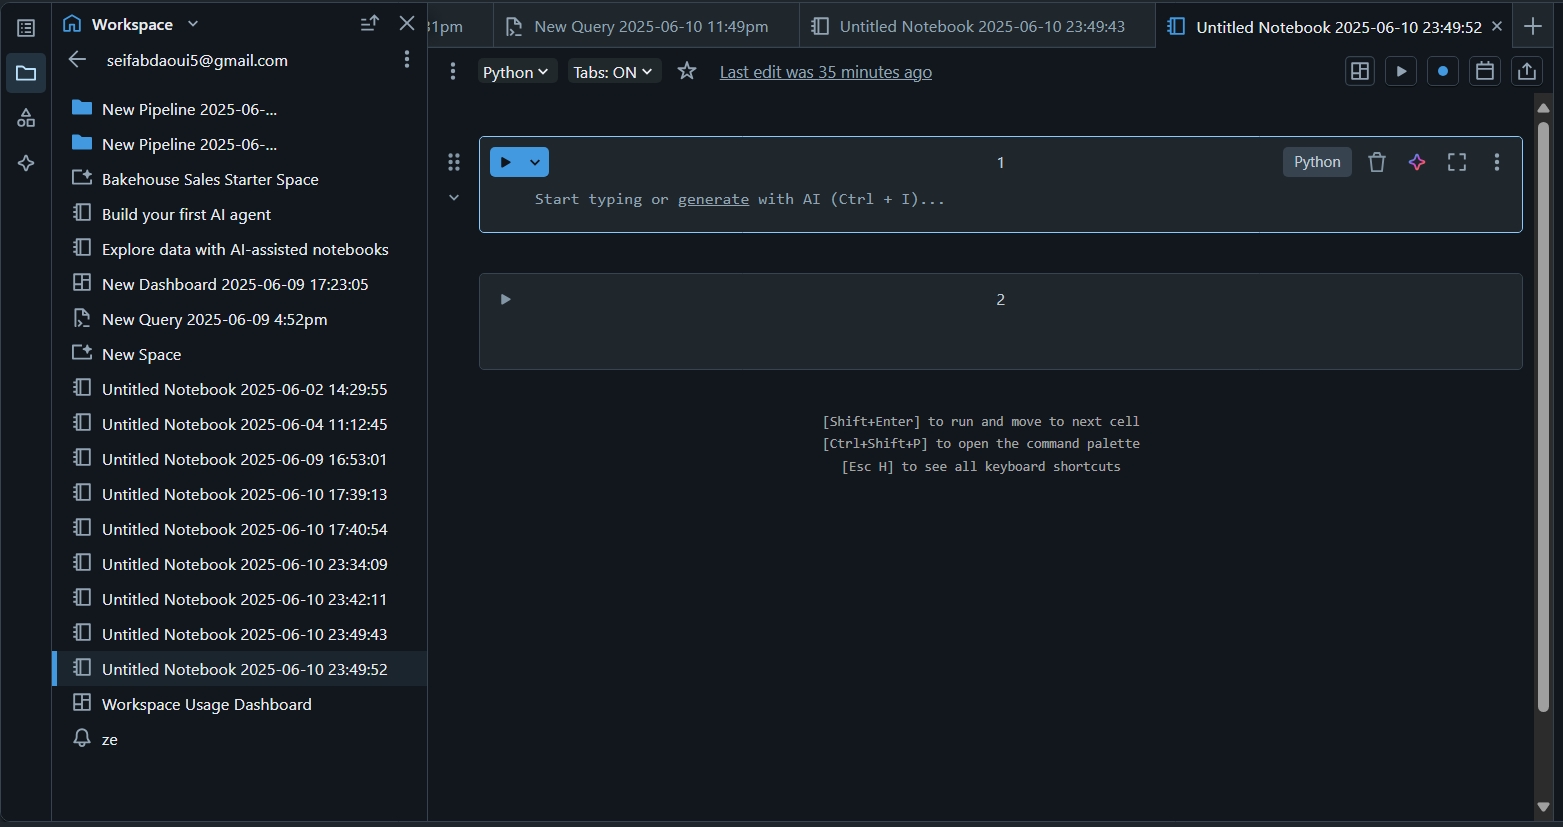 Workspace
seifabdaoui5@gmail.com
New Pipeline 2025-06-...
New Pipeline 2025-06-...
Bakehouse Sales Starter Space
Build your first AI agent
Explore data with AI-assisted notebooks
New Dashboard 2025-06-09 17:23:05
New Query 2025-06-09 4:52pm
New Space
Untitled Notebook 2025-06-02 14:29:55
Untitled Notebook 2025-06-04 11:12:45
Untitled Notebook 2025-06-09 16:53:01
Untitled Notebook 2025-06-10 17:39:13
Untitled Notebook 2025-06-10 17:40:54
Untitled Notebook 2025-06-10 23:34:09
Untitled Notebook 2025-06-10 23:42:11
Untitled Notebook 2025-06-10 23:49:43
Untitled Notebook 2025-06-10 23:49:52
Workspace Usage Dashboard
ze
31pm New Query 2025-06-10 11:49pm Untitled Notebook 2025-06-10 23:49:43 Untitled Notebook 2025-06-10 23:49:52
Python Tabs: ON Last edit was 35 minutes ago
1 Python
Start typing or generate with AI (Ctrl + I)...
2
[Shift+Enter] to run and move to next cell
[Ctrl+Shift+P] to open the command palette
[Esc H] to see all keyboard shortcuts